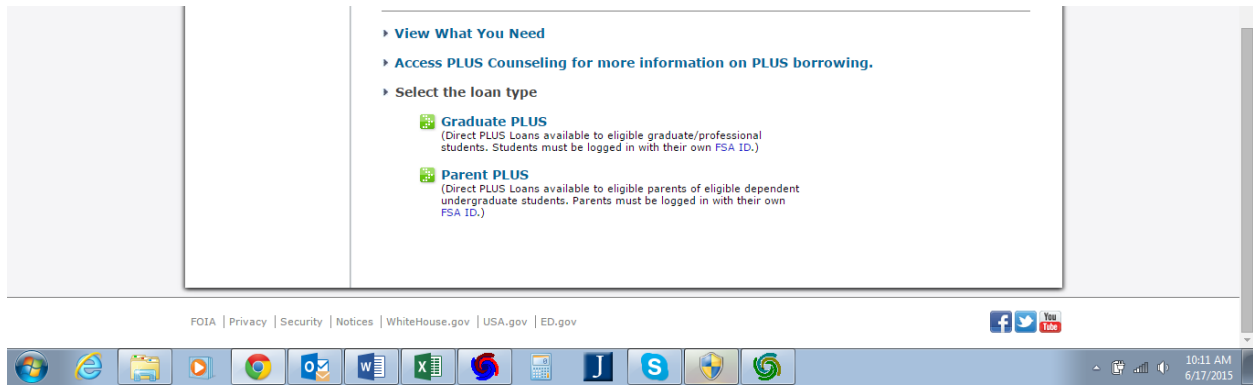 View What You Need
Access PLUS Counseling for more information on PLUS borrowing.
Select the loan type
Graduate PLUS
(Direct PLUS Loans available to eligible graduate/professional
students. Students must be logged in with their own FSA ID.)
Parent PLUS
(Direct PLUS Loans available to eligible parents of eligible dependent
undergraduate students. Parents must be logged in with their own
FSA ID.)
FOIA | Privacy | Security | Notices | WhiteHouse.gov | USA.gov | ED.gov
You
Tube
10:11 AM
6/17/2015